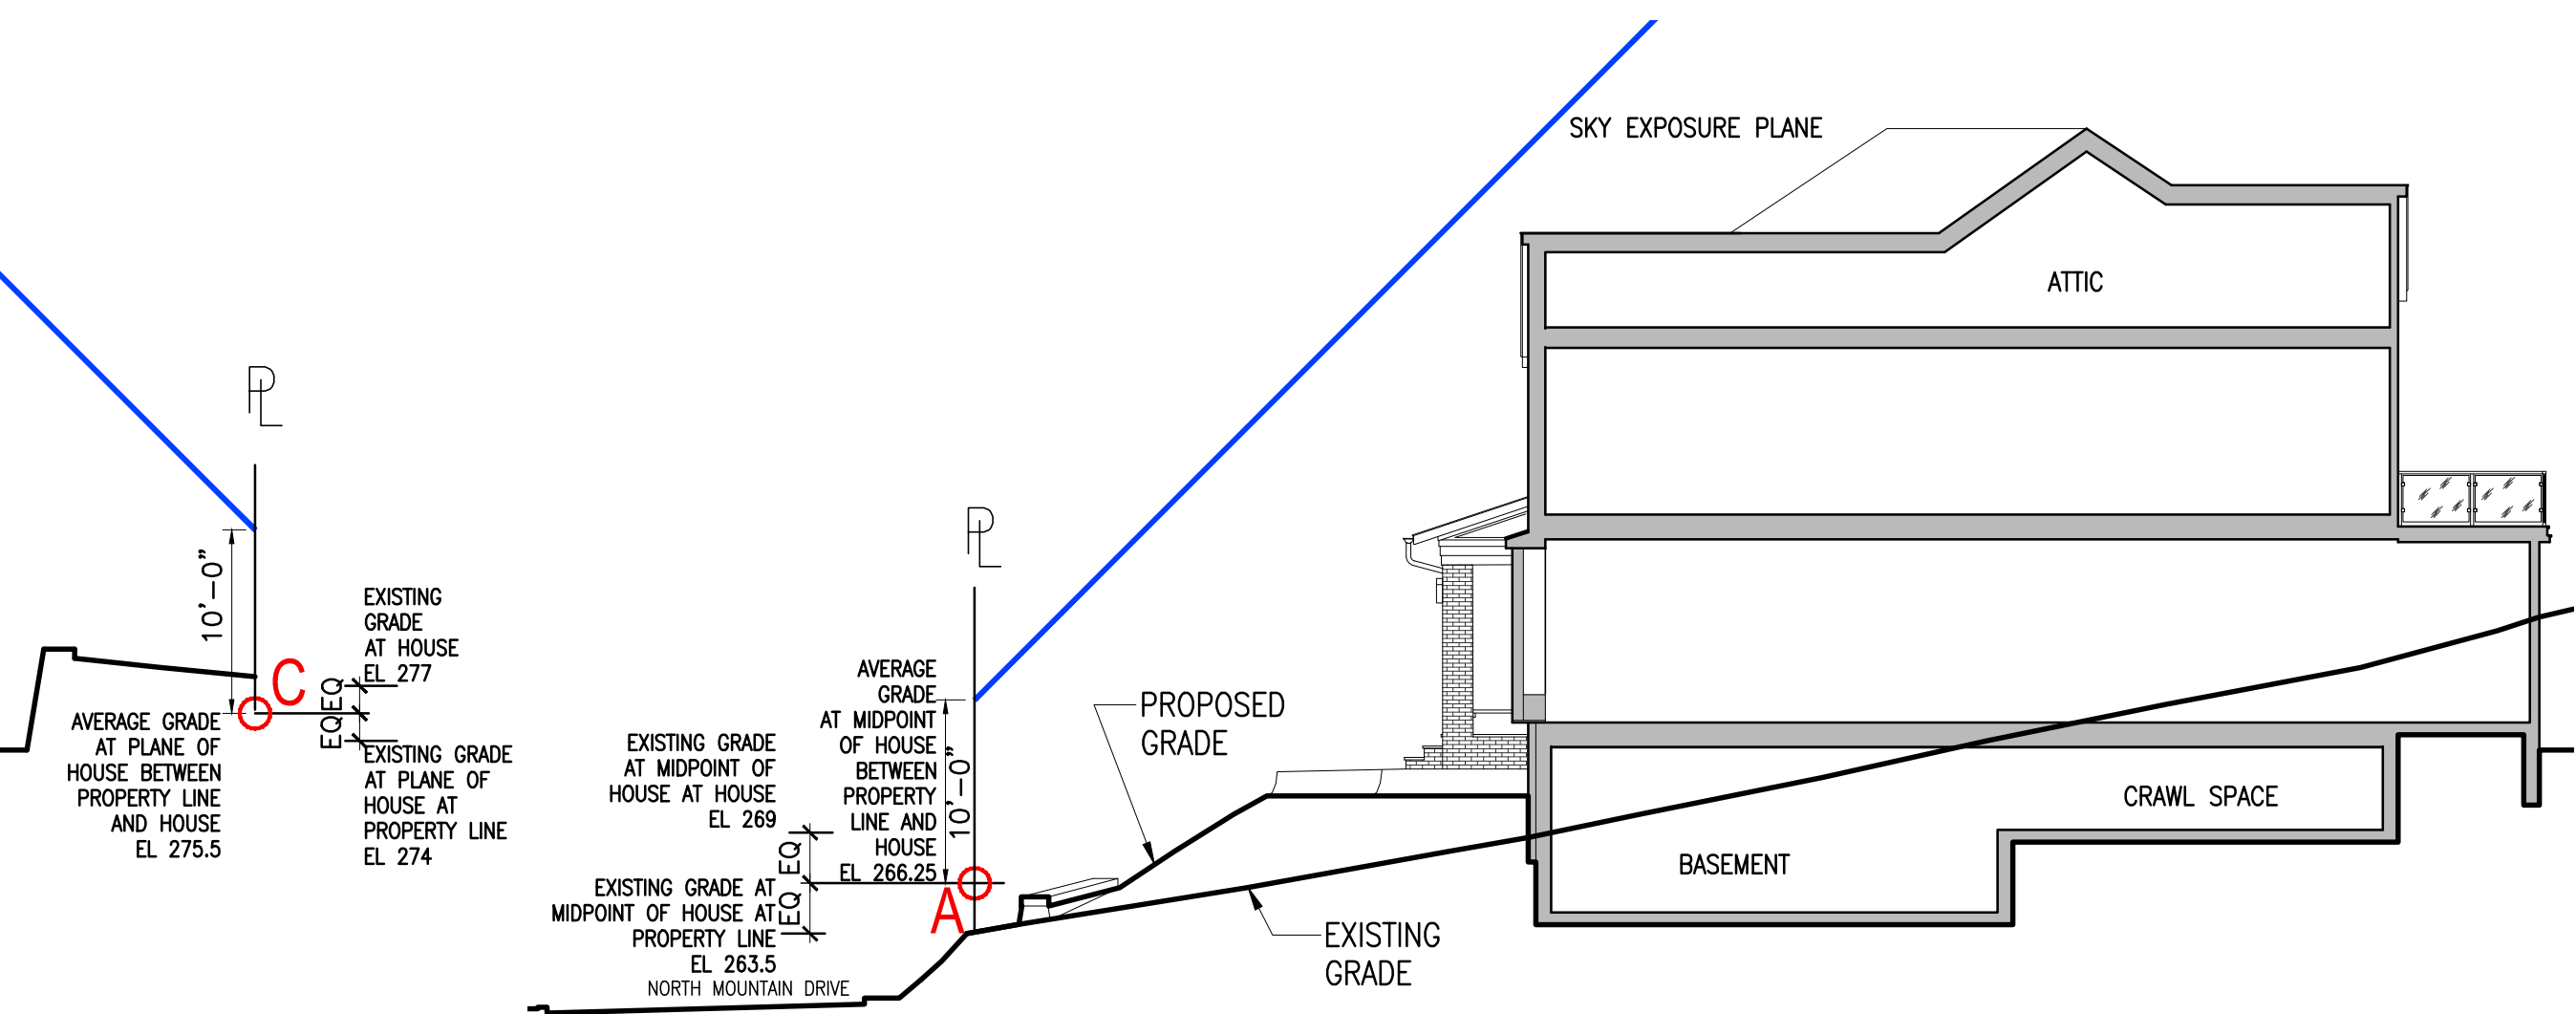 SKY EXPOSURE PLANE
ATTIC
PL
10'-0"
EXISTING
GRADE
AT HOUSE
EL 277
C
EQ
EQ
AVERAGE GRADE
AT PLANE OF
HOUSE BETWEEN
PROPERTY LINE
AND HOUSE
EL 275.5
EXISTING GRADE
AT PLANE OF
HOUSE AT
PROPERTY LINE
EL 274
PL
AVERAGE
GRADE
AT MIDPOINT
OF HOUSE
BETWEEN
PROPERTY
LINE AND
HOUSE
EL 266.25
10'-0"
EXISTING GRADE
AT MIDPOINT OF
HOUSE AT HOUSE
EL 269
EQ
EQ
A
EXISTING GRADE AT
MIDPOINT OF HOUSE AT
PROPERTY LINE
EL 263.5
NORTH MOUNTAIN DRIVE
PROPOSED
GRADE
EXISTING
GRADE
BASEMENT
CRAWL SPACE